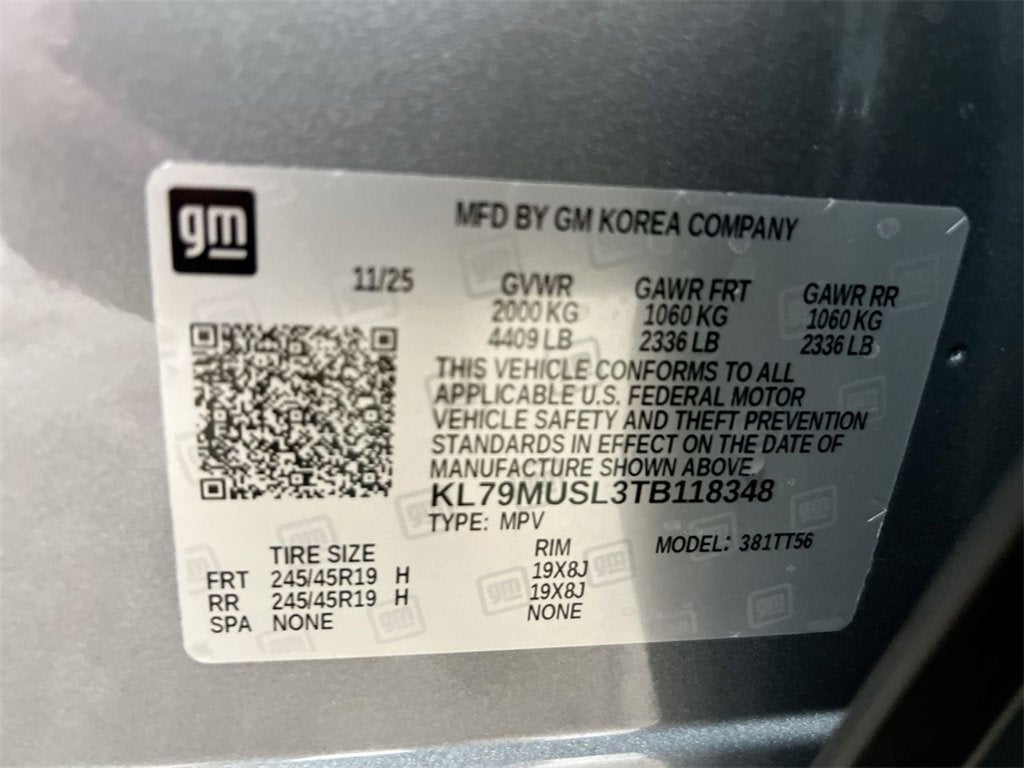 gm
MFD BY GM KOREA COMPANY
11/25 GVWR GAWR FRT GAWR RR
2000 KG 1060 KG 1060 KG
4409 LB 2336 LB 2336 LB
THIS VEHICLE CONFORMS TO ALL
APPLICABLE U.S. FEDERAL MOTOR
VEHICLE SAFETY AND THEFT PREVENTION
STANDARDS IN EFFECT ON THE DATE OF
MANUFACTURE SHOWN ABOVE.
KL79MUSL3TB118348
TYPE: MPV MODEL: 381TT56
TIRE SIZE RIM
FRT 245/45R19 H 19X8J
RR 245/45R19 H 19X8J
SPA NONE NONE